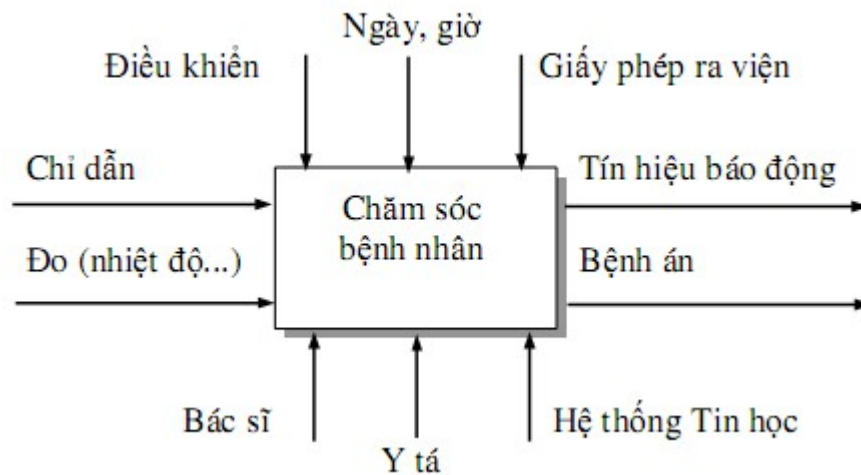 Ngày, giờ
Điều khiển
Giấy phép ra viện
Chỉ dẫn
Tín hiệu báo động
Chăm sóc
bệnh nhân
Đo (nhiệt độ...)
Bệnh án
Bác sĩ
Y tá
Hệ thống Tin học